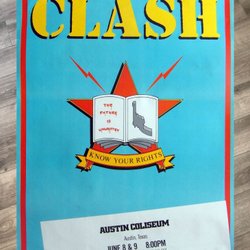 CLASH
THE
FUTURE
IS
UNWRITTEN
KNOW YOUR RIGHTS
AUSTIN COLISEUM
Austin, Texas
JUNE 8 & 9 8:00PM